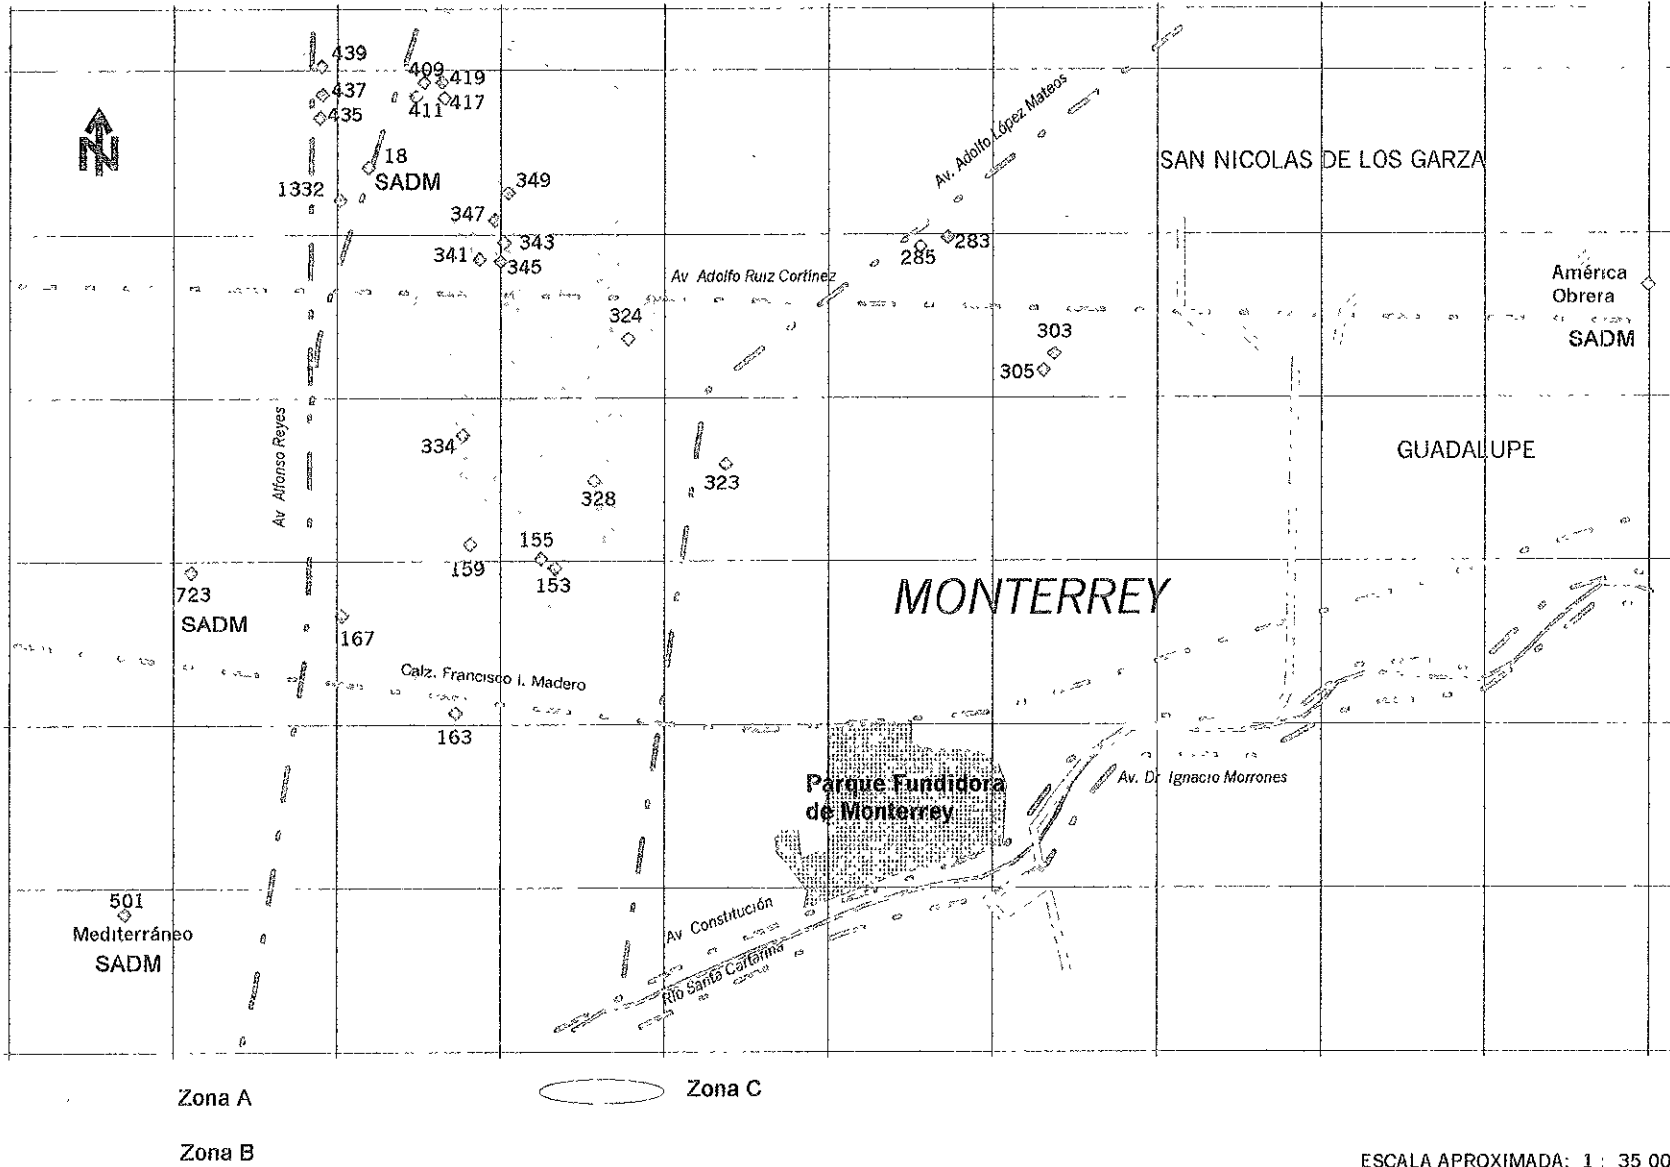 439
409
419
437
411
417
435
N
18
SADM
1332
349
347
343
341
345
Av. Adolfo López Mateos
SAN NICOLAS DE LOS GARZA
285
283
Av Adolfo Ruiz Cortinez
América
Obrera
SADM
324
303
305
Av Alfonso Reyes
334
328
323
GUADALUPE
155
159
153
MONTERREY
723
SADM
167
Calz. Francisco I. Madero
163
Parque Fundidora
de Monterrey
Av. Dr Ignacio Morrones
501
Mediterráneo
SADM
Av Constitución
Río Santa Cartarina
Zona A
Zona C
Zona B
ESCALA APROXIMADA: 1 : 35 00